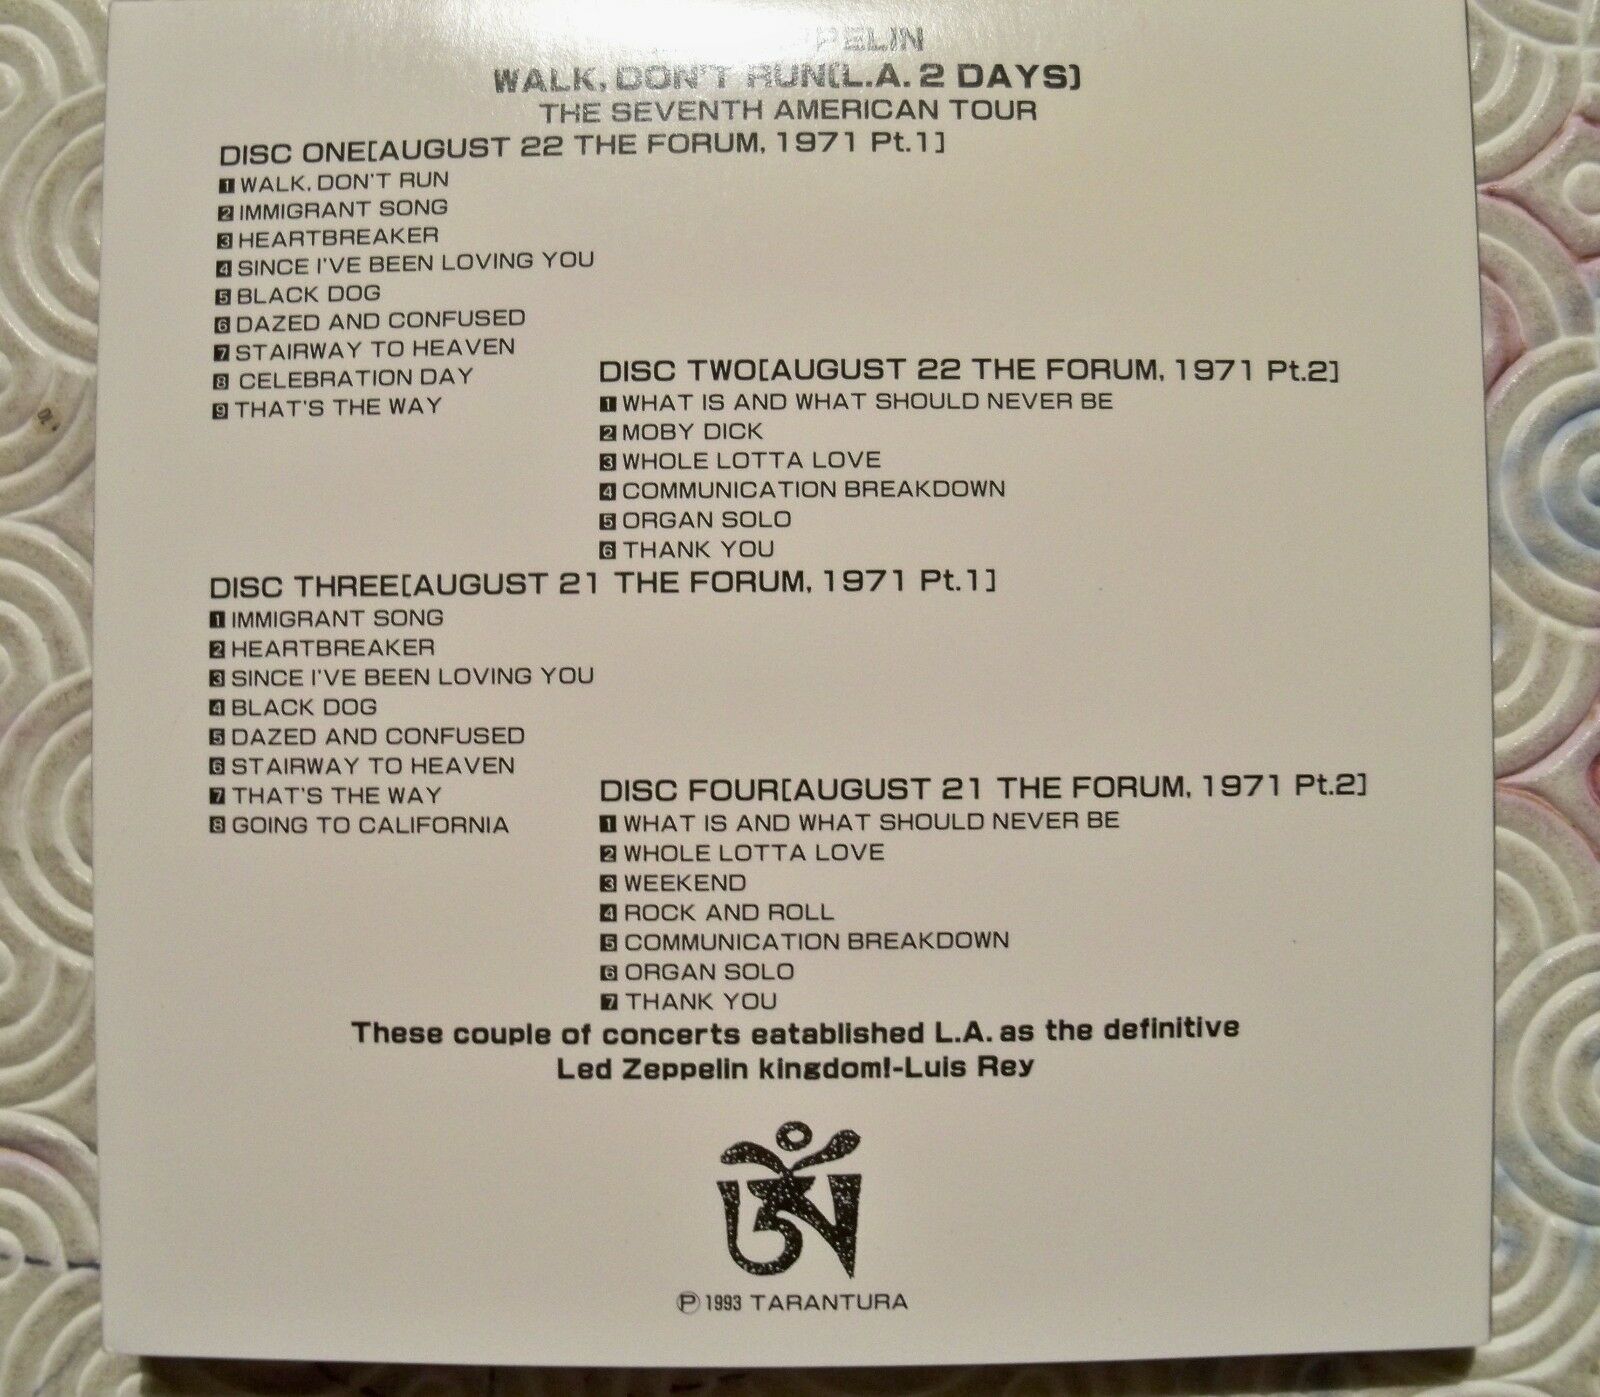 ZEPPELIN
WALK, DON'T RUN[L.A. 2 DAYS]
THE SEVENTH AMERICAN TOUR
DISC ONE[AUGUST 22 THE FORUM, 1971 Pt.1]
1 WALK, DON'T RUN
2 IMMIGRANT SONG
3 HEARTBREAKER
4 SINCE I'VE BEEN LOVING YOU
5 BLACK DOG
6 DAZED AND CONFUSED
7 STAIRWAY TO HEAVEN
8 CELEBRATION DAY
9 THAT'S THE WAY
DISC TWO[AUGUST 22 THE FORUM, 1971 Pt.2]
1 WHAT IS AND WHAT SHOULD NEVER BE
2 MOBY DICK
3 WHOLE LOTTA LOVE
4 COMMUNICATION BREAKDOWN
5 ORGAN SOLO
6 THANK YOU
DISC THREE[AUGUST 21 THE FORUM, 1971 Pt.1]
1 IMMIGRANT SONG
2 HEARTBREAKER
3 SINCE I'VE BEEN LOVING YOU
4 BLACK DOG
5 DAZED AND CONFUSED
6 STAIRWAY TO HEAVEN
7 THAT'S THE WAY
8 GOING TO CALIFORNIA
DISC FOUR[AUGUST 21 THE FORUM, 1971 Pt.2]
1 WHAT IS AND WHAT SHOULD NEVER BE
2 WHOLE LOTTA LOVE
3 WEEKEND
4 ROCK AND ROLL
5 COMMUNICATION BREAKDOWN
6 ORGAN SOLO
7 THANK YOU
These couple of concerts eatablished L.A. as the definitive
Led Zeppelin kingdom!-Luis Rey
℗ 1993 TARANTURA